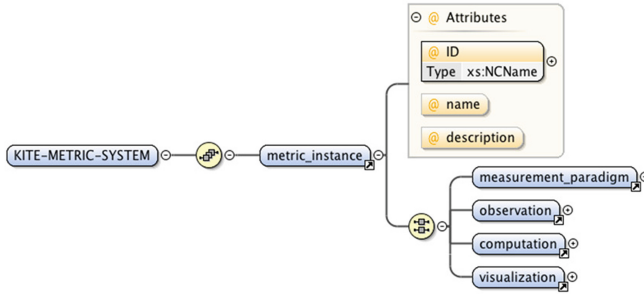 @ Attributes
@ ID
Type xs:NCName
@ name
@ description
KITE-METRIC-SYSTEM
metric_instance
measurement_paradigm
observation
computation
visualization